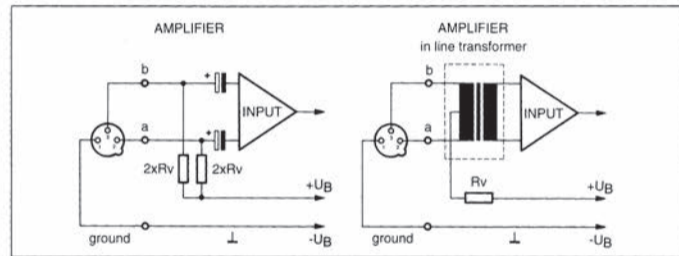 AMPLIFIER
b
+
a
+
INPUT
2xRv
2xRv
+UB
ground
⊥
-UB
AMPLIFIER
in line transformer
b
a
INPUT
Rv
+UB
ground
⊥
-UB